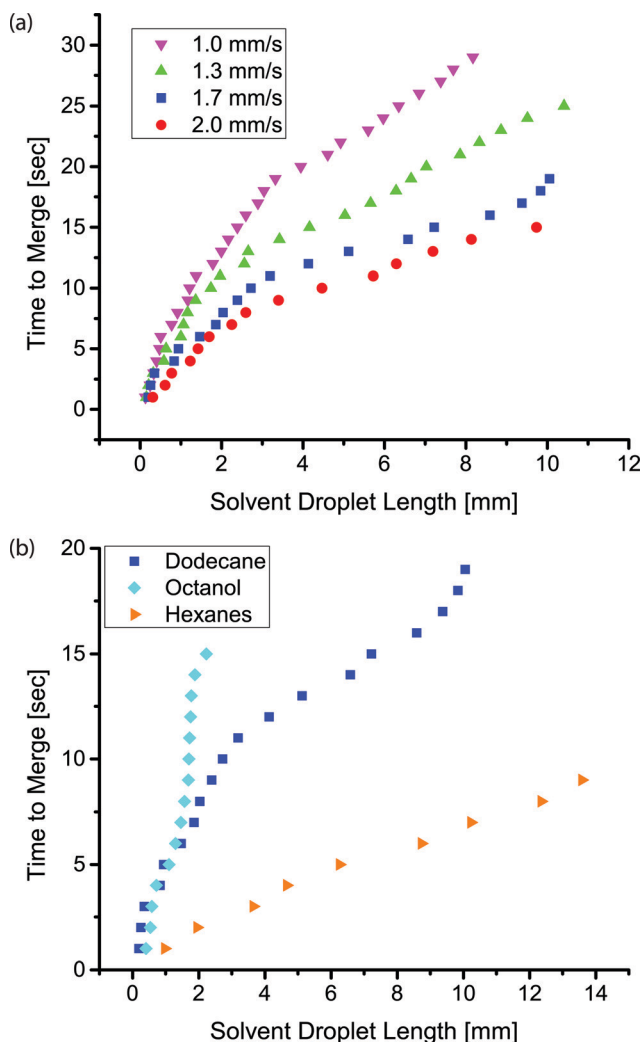 (a)
1.0 mm/s
1.3 mm/s
1.7 mm/s
2.0 mm/s
30
25
20
15
10
5
0
Time to Merge [sec]
0 2 4 6 8 10 12
Solvent Droplet Length [mm]
(b)
Dodecane
Octanol
Hexanes
20
15
10
5
0
Time to Merge [sec]
0 2 4 6 8 10 12 14
Solvent Droplet Length [mm]